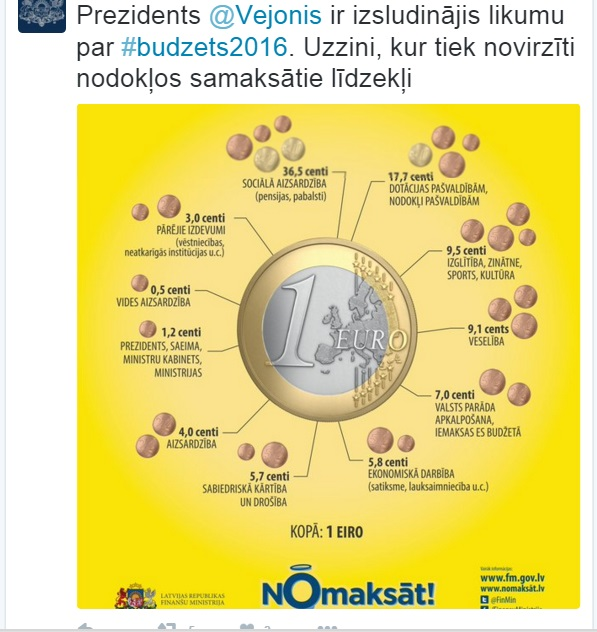 Prezidents @Vejonis ir izsludinājis likumu
par #budzets2016. Uzzini, kur tiek novirzīti
nodokļos samaksātie līdzekļi
36,5 centi
SOCIĀLĀ AIZSARDZĪBA
(pensijas, pabalsti)
17,7 centi
DOTĀCIJAS PAŠVALDĪBĀM,
NODOKĻI PAŠVALDĪBĀM
3,0 centi
PĀRĒJIE IZDEVUMI
(vēstniecības,
neatkarīgās institūcijas u.c.)
9,5 centi
IZGLĪTĪBA, ZINĀTNE,
SPORTS, KULTŪRA
0,5 centi
VIDES AIZSARDZĪBA
1 EURO
9,1 cents
VESELĪBA
1,2 centi
PREZIDENTS, SAEIMA,
MINISTRU KABINETS,
MINISTRIJAS
7,0 centi
VALSTS PARĀDA
APKALPOŠANA,
IEMAKSAS ES BUDŽETĀ
4,0 centi
AIZSARDZĪBA
5,8 centi
EKONOMISKĀ DARBĪBA
(satiksme, lauksaimniecība u.c.)
5,7 centi
SABIEDRISKĀ KĀRTĪBA
UN DROŠĪBA
KOPĀ: 1 EIRO
LATVIJAS REPUBLIKAS
FINANŠU MINISTRIJA
NOmaksāt!
Vairāk informācijas:
www.fm.gov.lv
www.nomaksat.lv
@FinMin